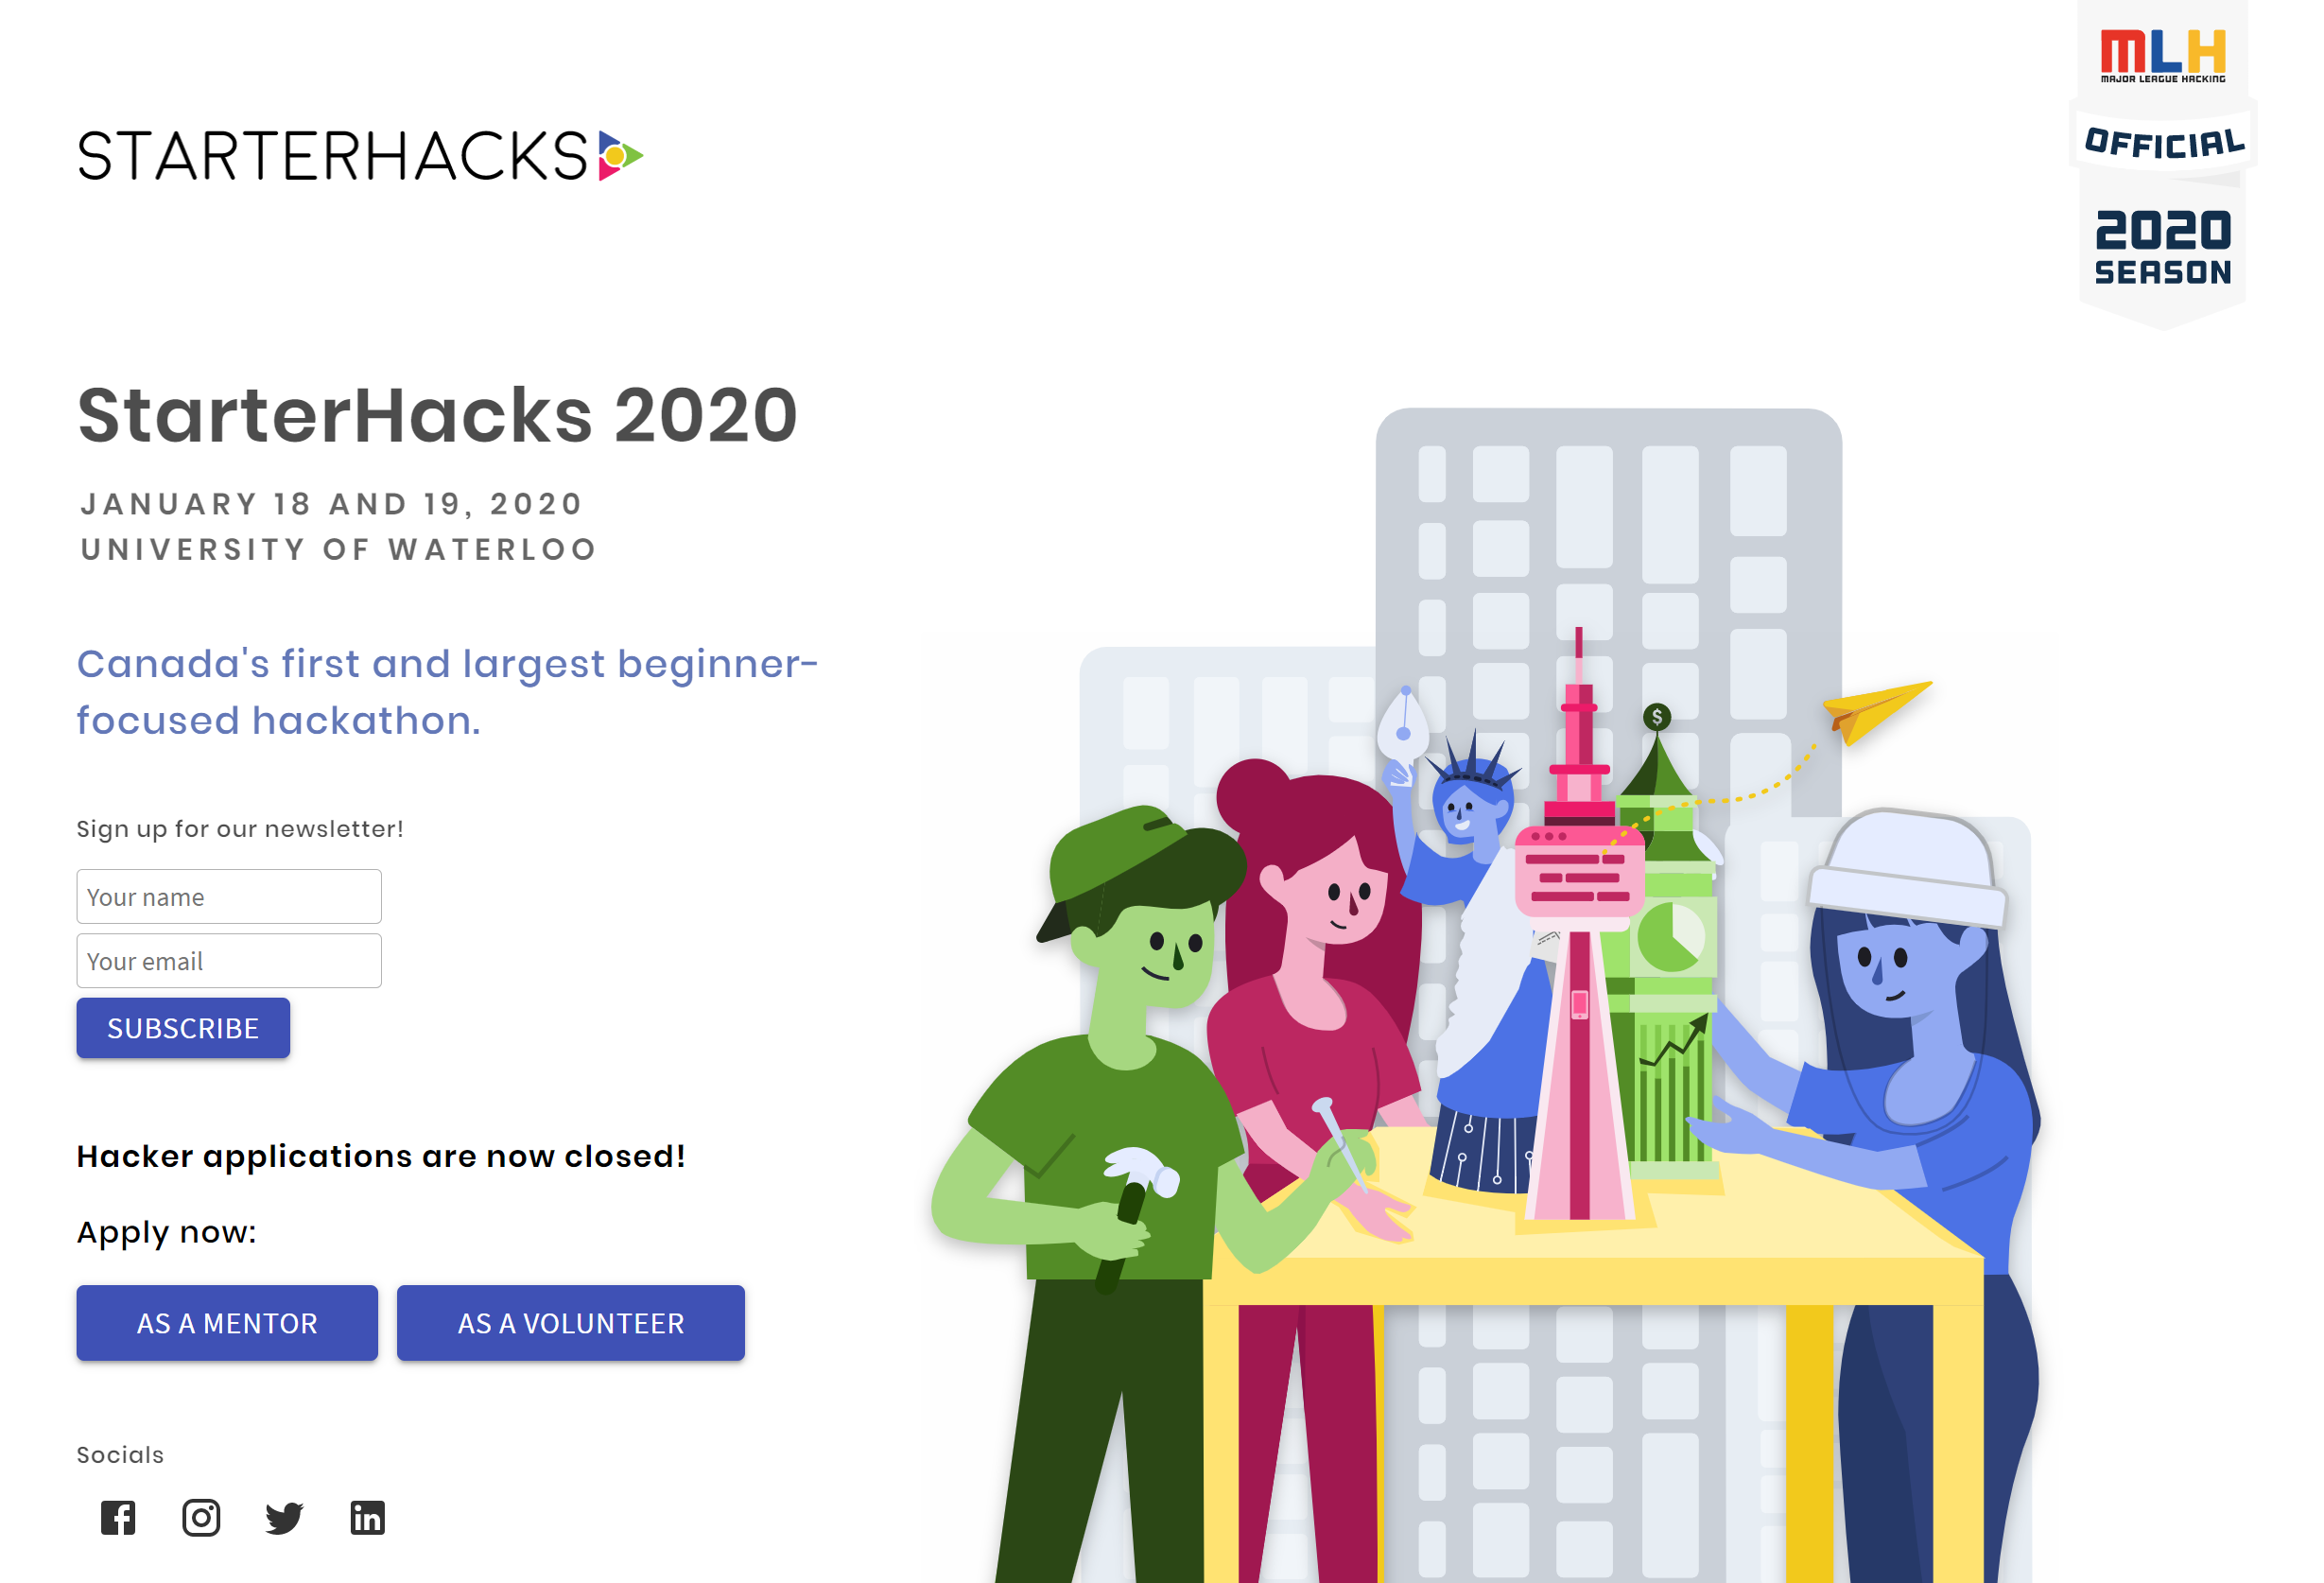 STARTERHACKS
MLH
MAJOR LEAGUE HACKING
OFFICIAL
2020
SEASON
StarterHacks 2020
JANUARY 18 AND 19, 2020
UNIVERSITY OF WATERLOO
Canada's first and largest beginner-
focused hackathon.
Sign up for our newsletter!
Your name
Your email
SUBSCRIBE
Hacker applications are now closed!
Apply now:
AS A MENTOR
AS A VOLUNTEER
Socials
$